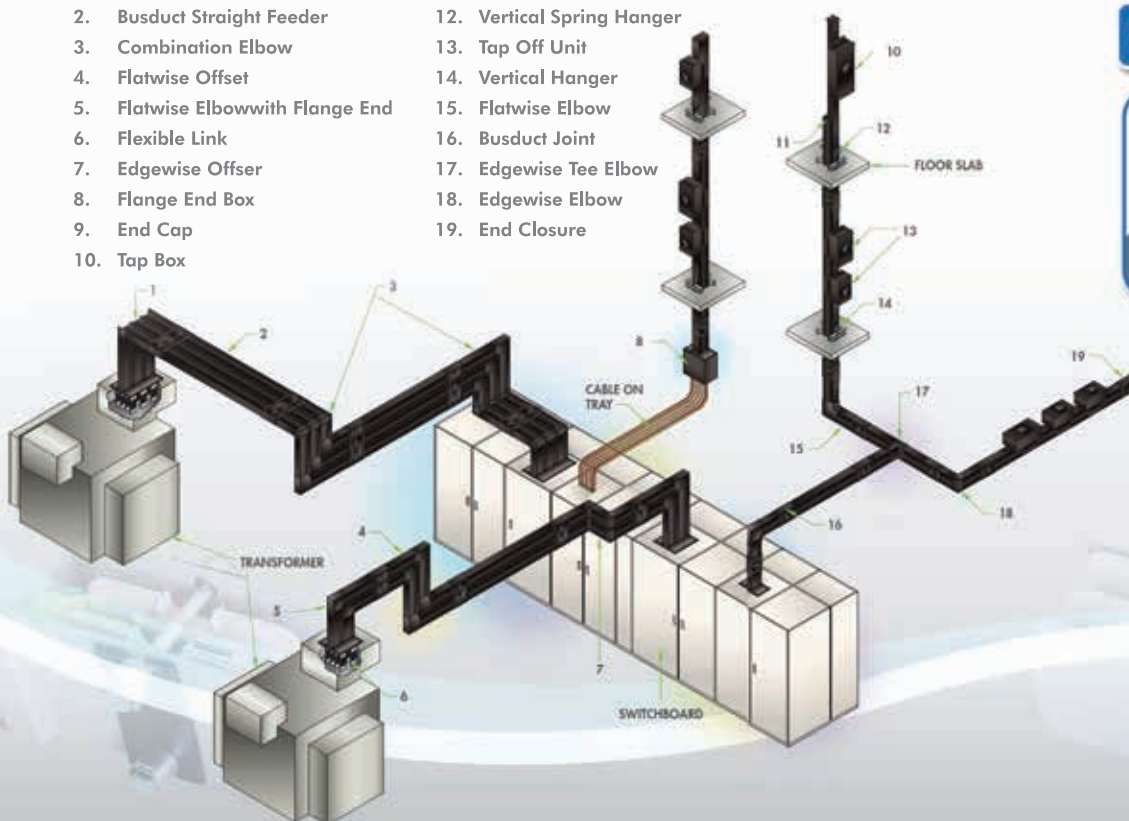 2. Busduct Straight Feeder
3. Combination Elbow
4. Flatwise Offset
5. Flatwise Elbowwith Flange End
6. Flexible Link
7. Edgewise Offser
8. Flange End Box
9. End Cap
10. Tap Box
12. Vertical Spring Hanger
13. Tap Off Unit
14. Vertical Hanger
15. Flatwise Elbow
16. Busduct Joint
17. Edgewise Tee Elbow
18. Edgewise Elbow
19. End Closure
10
11
12
FLOOR SLAB
13
14
1
2
3
8
CABLE ON
TRAY
19
17
15
18
16
4
TRANSFORMER
5
6
7
SWITCHBOARD